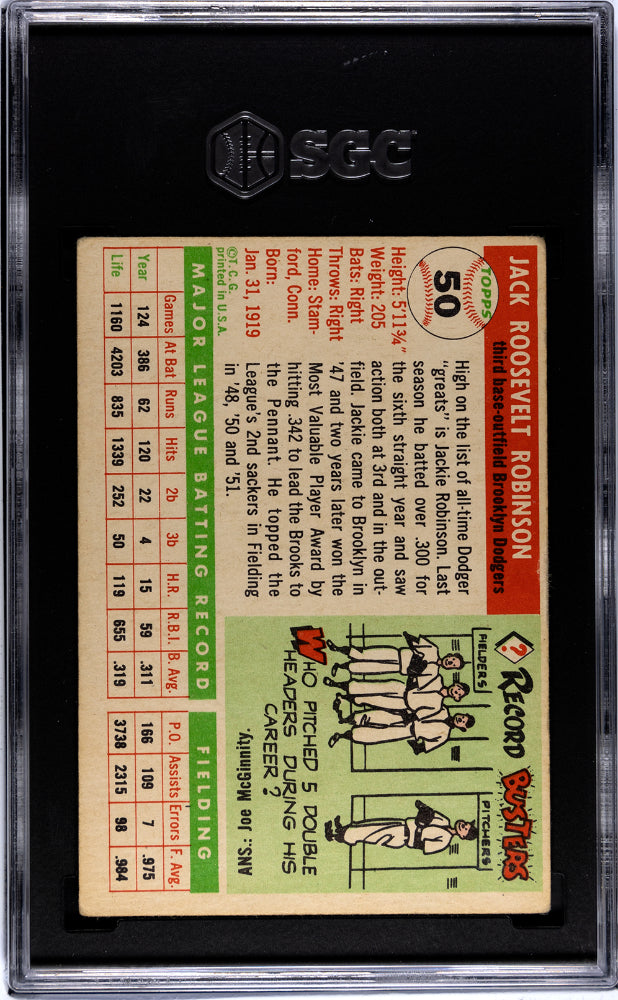 SGC
TOPPS
50
JACK ROOSEVELT ROBINSON
third base-outfield Brooklyn Dodgers
Height: 5'11¾"
Weight: 205
Bats: Right
Throws: Right
Home: Stam-
ford, Conn.
Born:
Jan. 31, 1919
©T. C. G.
printed in U.S.A.
High on the list of all-time Dodger
"greats" is Jackie Robinson. Last
season he batted over .300 for
the sixth straight year and saw
action both at 3rd and in the out-
field. Jackie came to Brooklyn in
'47 and two years later won the
Most Valuable Player Award by
hitting .342 to lead the Brooks to
the Pennant. He topped the
League's 2nd sackers in Fielding
in '48, '50 and '51.
? RECORD BUSTERS
FIELDERS
PITCHERS
WHO PITCHED 5 DOUBLE
HEADERS DURING HIS
CAREER?
ANS: Joe McGinnity.
MAJOR LEAGUE BATTING RECORD FIELDING
Games At Bat Runs Hits 2b 3b H.R. R.B.I. B. Avg. P.O. Assists Errors F. Avg.
Year 124 386 62 120 22 4 15 59 .311 166 109 7 .975
Life 1160 4203 835 1339 252 50 119 655 .319 3738 2315 98 .984